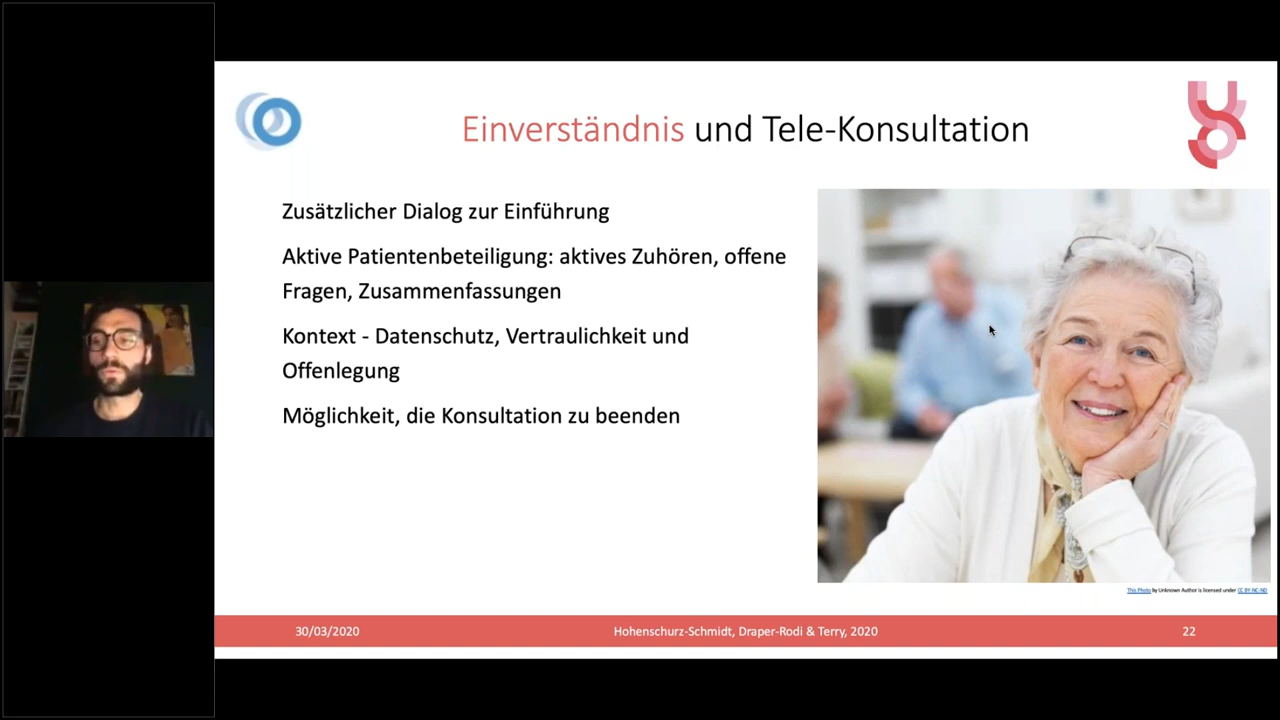 Einverständnis und Tele-Konsultation
Zusätzlicher Dialog zur Einführung
Aktive Patientenbeteiligung: aktives Zuhören, offene
Fragen, Zusammenfassungen
Kontext - Datenschutz, Vertraulichkeit und
Offenlegung
Möglichkeit, die Konsultation zu beenden
This Photo by Unknown Author is licensed under CC BY-NC-ND
30/03/2020
Hohenschurz-Schmidt, Draper-Rodi & Terry, 2020
22